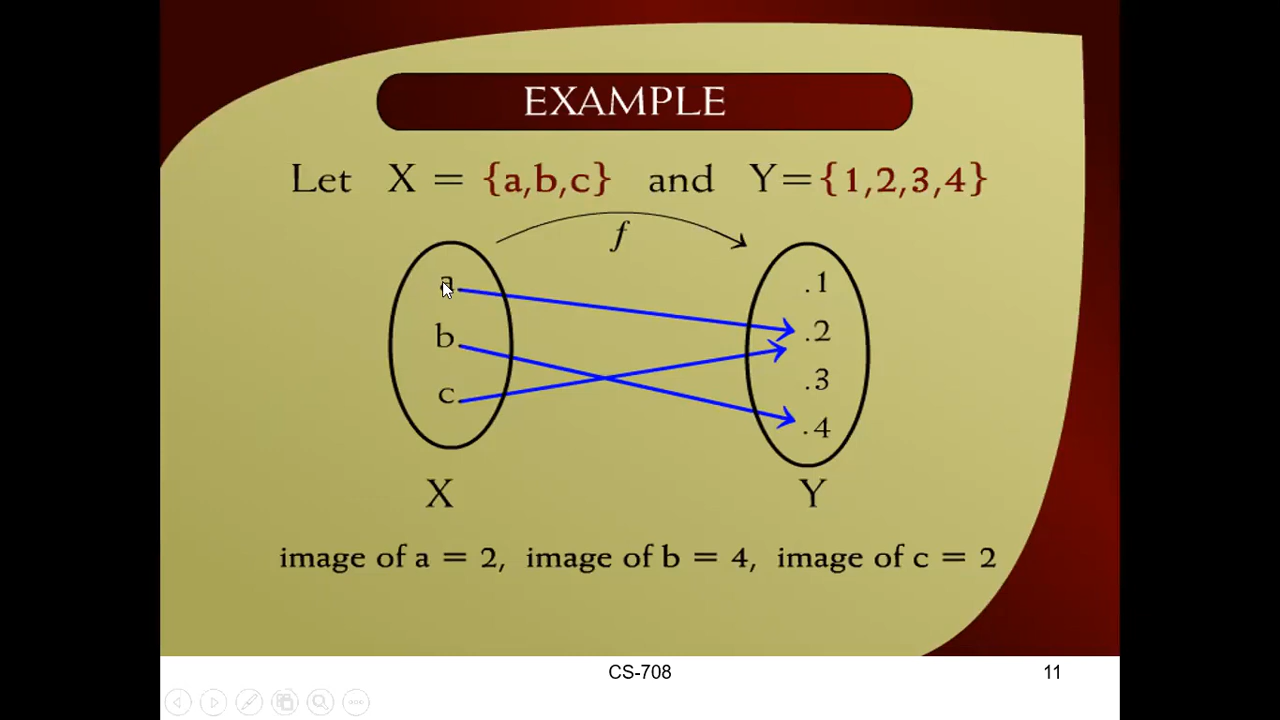 EXAMPLE
Let X = {a,b,c} and Y={1,2,3,4}
f
a
b
c
.1
.2
.3
.4
X
Y
image of a = 2, image of b = 4, image of c = 2
CS-708
11